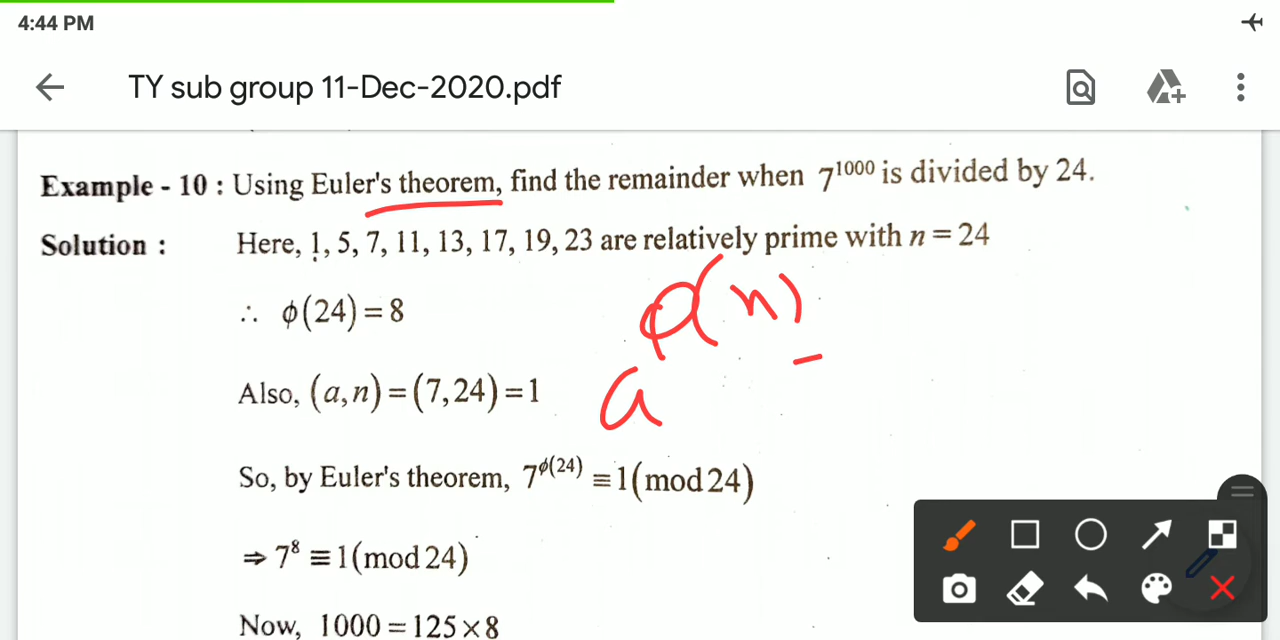 4:44 PM
TY sub group 11-Dec-2020.pdf
Example - 10 : Using Euler's theorem, find the remainder when 7^1000 is divided by 24.
Solution : Here, 1, 5, 7, 11, 13, 17, 19, 23 are relatively prime with n = 24
∴ ϕ(24) = 8
ϕ(n)
a
Also, (a, n) = (7, 24) = 1
So, by Euler's theorem, 7^ϕ(24) ≡ 1(mod 24)
⇒ 7^8 ≡ 1(mod 24)
Now, 1000 = 125 × 8